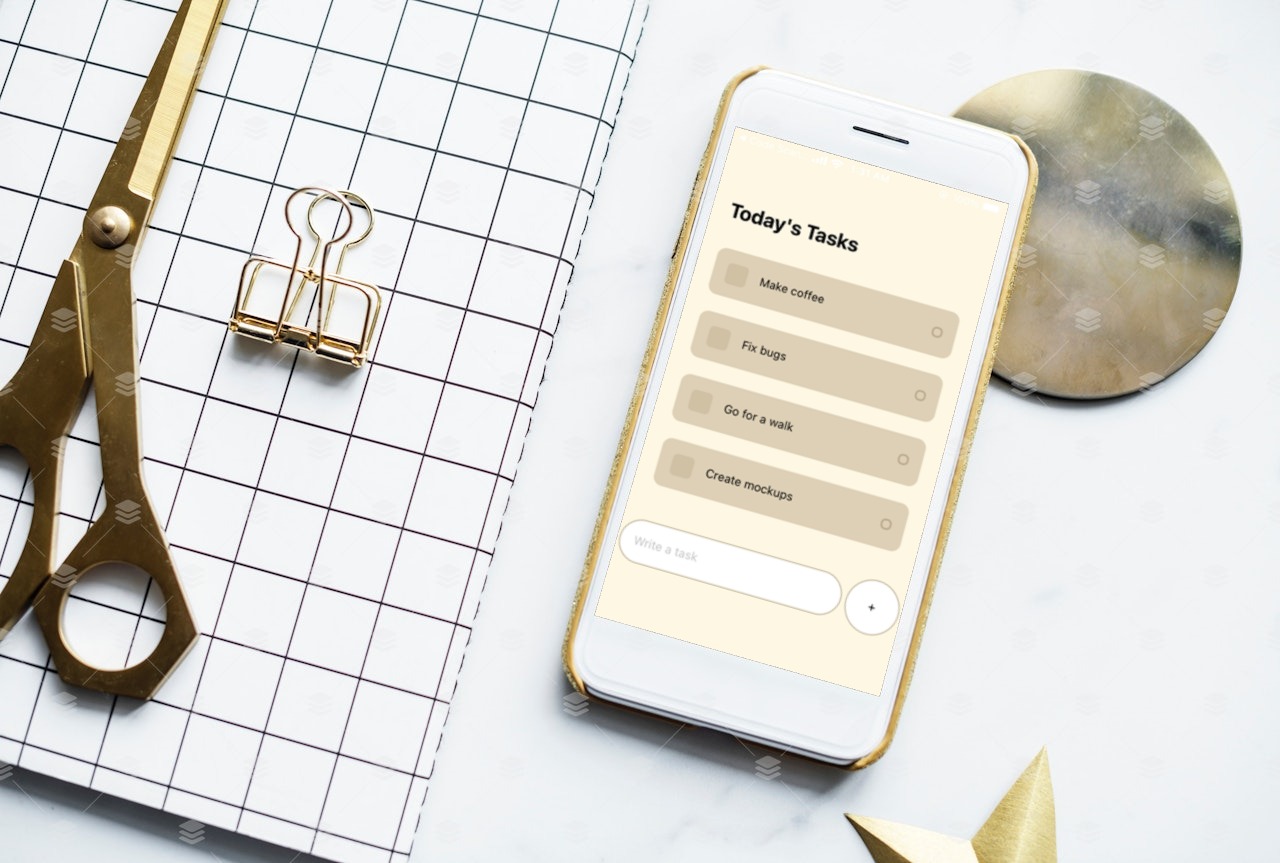 Today's Tasks
Make coffee
Fix bugs
Go for a walk
Create mockups
Write a task
+